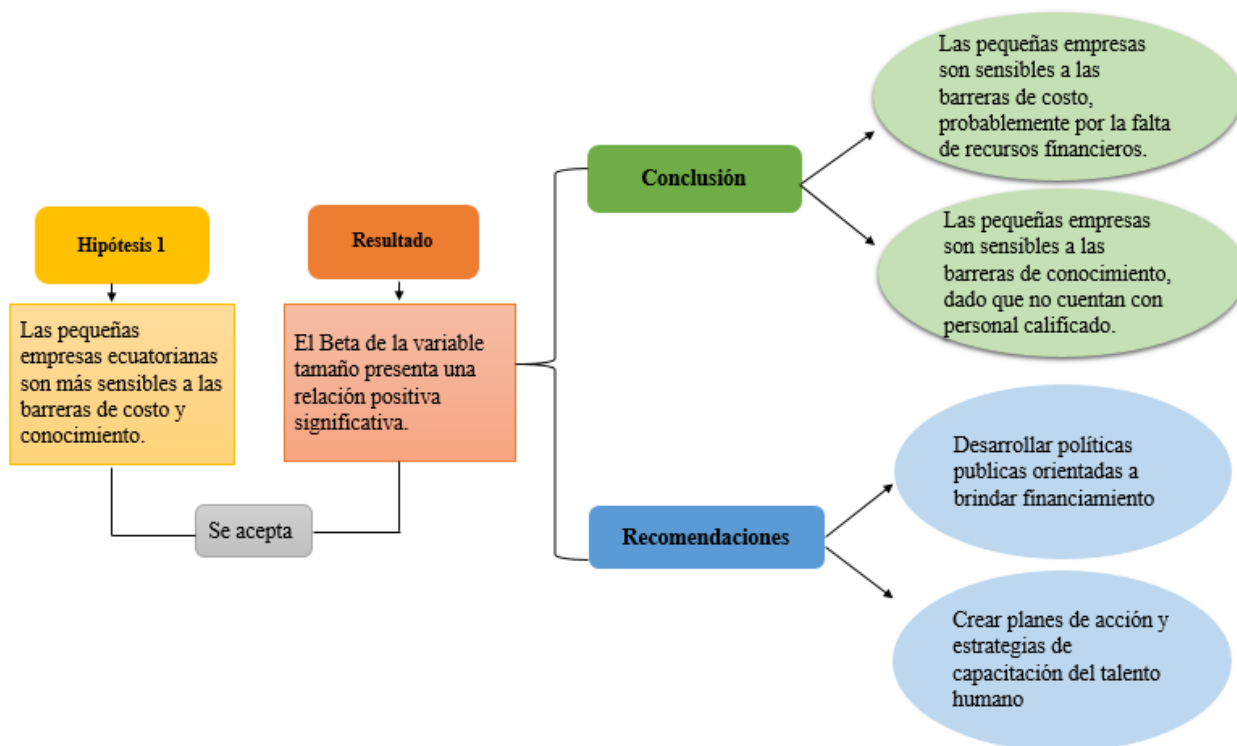 Hipótesis 1
Las pequeñas
empresas ecuatorianas
son más sensibles a las
barreras de costo y
conocimiento.
Se acepta
Resultado
El Beta de la variable
tamaño presenta una
relación positiva
significativa.
Conclusión
Las pequeñas empresas
son sensibles a las
barreras de costo,
probablemente por la falta
de recursos financieros.
Las pequeñas empresas
son sensibles a las
barreras de conocimiento,
dado que no cuentan con
personal calificado.
Recomendaciones
Desarrollar políticas
publicas orientadas a
brindar financiamiento
Crear planes de acción y
estrategias de
capacitación del talento
humano